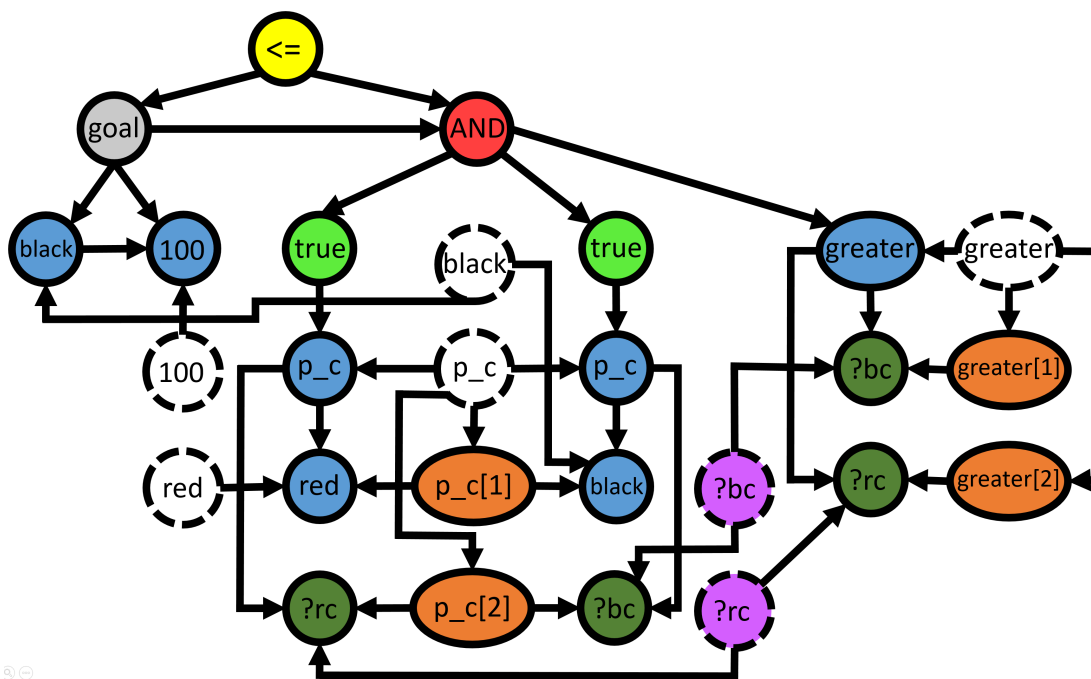 <=
goal
AND
black
100
true
black
true
greater
greater
100
p_c
p_c
p_c
?bc
greater[1]
red
red
p_c[1]
black
?bc
?rc
greater[2]
?rc
p_c[2]
?bc
?rc